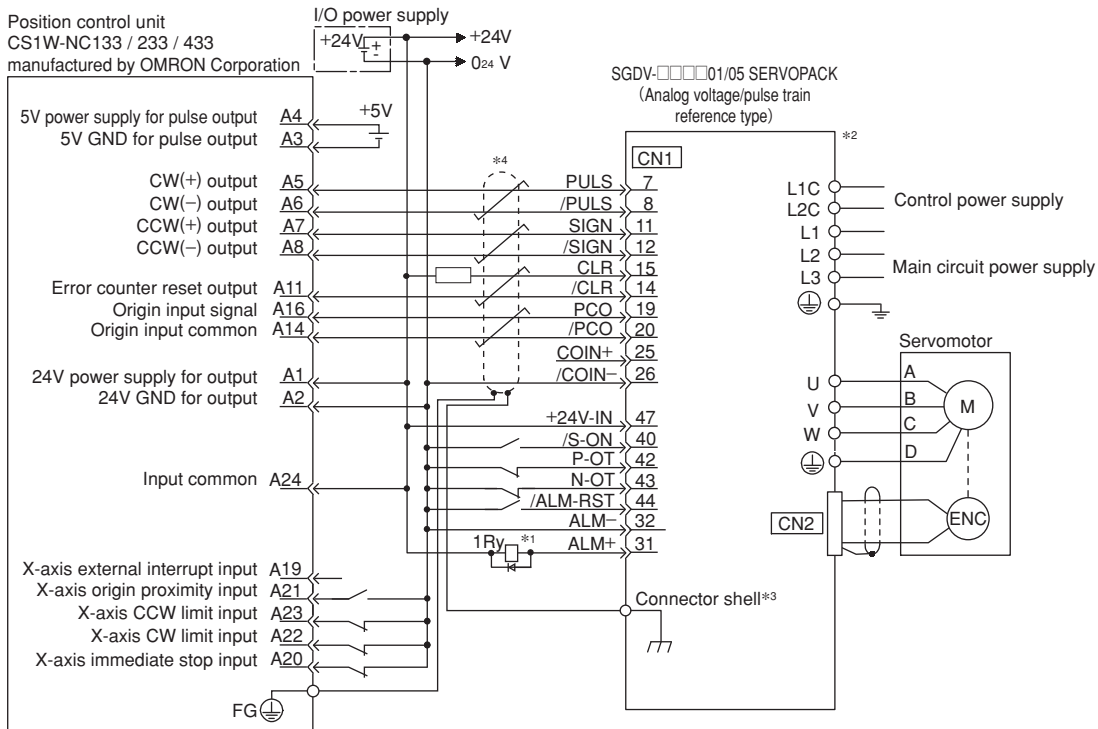 Position control unit
CS1W-NC133 / 233 / 433
manufactured by OMRON Corporation
I/O power supply
+24V
+
-
+24V
024 V
SGDV-□□□□01/05 SERVOPACK
(Analog voltage/pulse train
reference type)
*2
5V power supply for pulse output A4
+5V
5V GND for pulse output A3
*4
CN1
CW(+) output A5
PULS 7
CW(−) output A6
/PULS 8
CCW(+) output A7
SIGN 11
CCW(−) output A8
/SIGN 12
CLR 15
Error counter reset output A11
/CLR 14
Origin input signal A16
PCO 19
Origin input common A14
/PCO 20
COIN+ 25
24V power supply for output A1
/COIN− 26
24V GND for output A2
+24V-IN 47
/S-ON 40
P-OT 42
Input common A24
N-OT 43
/ALM-RST 44
ALM− 32
1Ry *1 ALM+ 31
X-axis external interrupt input A19
X-axis origin proximity input A21
X-axis CCW limit input A23
X-axis CW limit input A22
X-axis immediate stop input A20
FG
Connector shell*3
L1C
L2C
Control power supply
L1
L2
L3
Main circuit power supply
Servomotor
U A
V B
W C
D
M
CN2
ENC